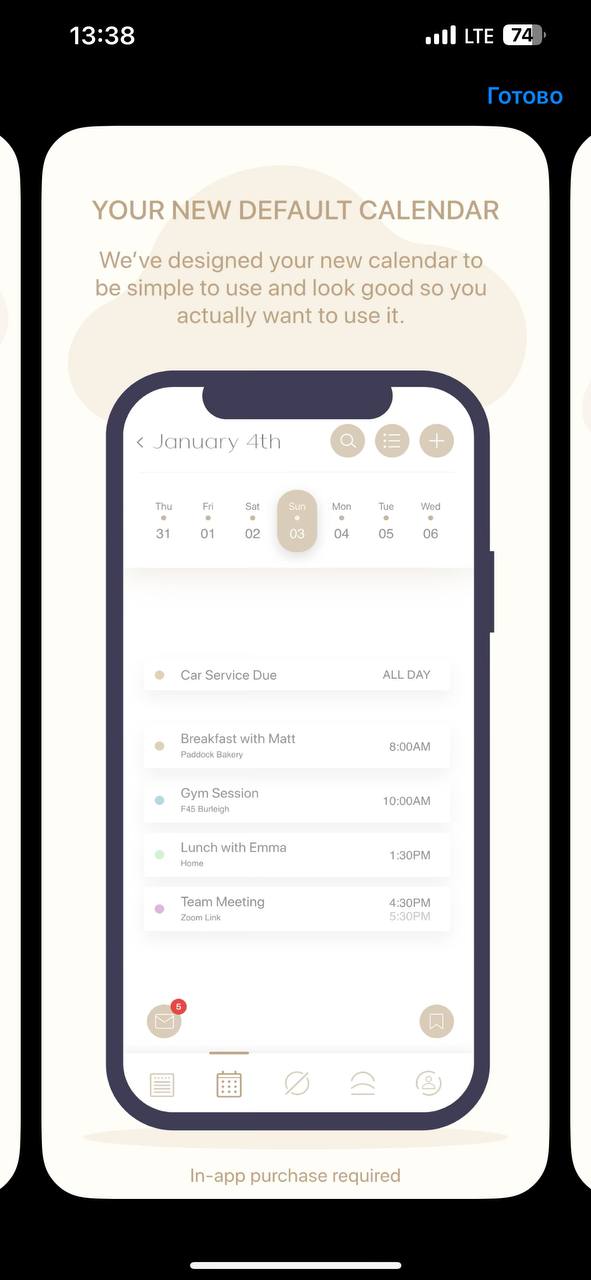 13:38
LTE
74
Готово
YOUR NEW DEFAULT CALENDAR
We've designed your new calendar to
be simple to use and look good so you
actually want to use it.
January 4th
Thu Fri Sat Sun Mon Tue Wed
31 01 02 03 04 05 06
Car Service Due ALL DAY
Breakfast with Matt
Paddock Bakery
8:00AM
Gym Session
F45 Burleigh
10:00AM
Lunch with Emma
Home
1:30PM
Team Meeting
Zoom Link
4:30PM
5:30PM
5
In-app purchase required